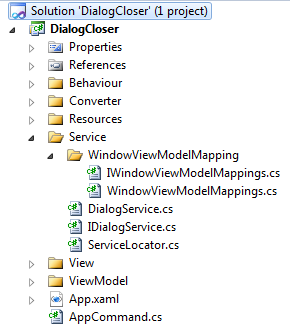 Solution 'DialogCloser' (1 project)
DialogCloser
Properties
References
Behaviour
Converter
Resources
Service
WindowViewModelMapping
IWindowViewModelMappings.cs
WindowViewModelMappings.cs
DialogService.cs
IDialogService.cs
ServiceLocator.cs
View
ViewModel
App.xaml
AppCommand.cs